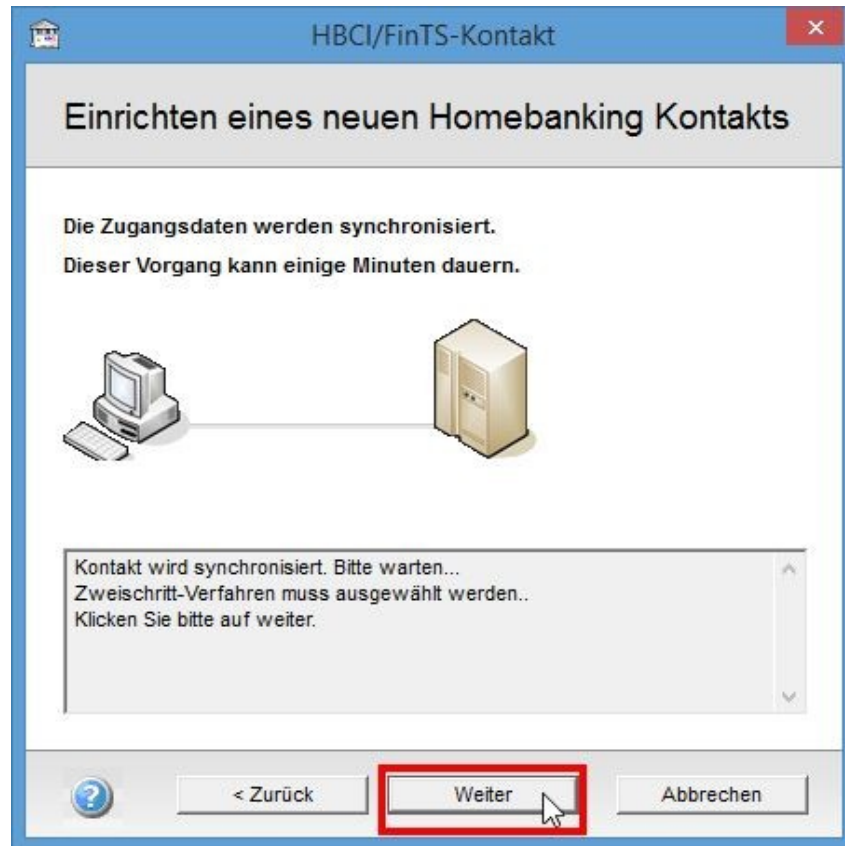 HBCI/FinTS-Kontakt
Einrichten eines neuen Homebanking Kontakts
Die Zugangsdaten werden synchronisiert.
Dieser Vorgang kann einige Minuten dauern.
Kontakt wird synchronisiert. Bitte warten...
Zweischritt-Verfahren muss ausgewählt werden..
Klicken Sie bitte auf weiter.
< Zurück
Weiter
Abbrechen